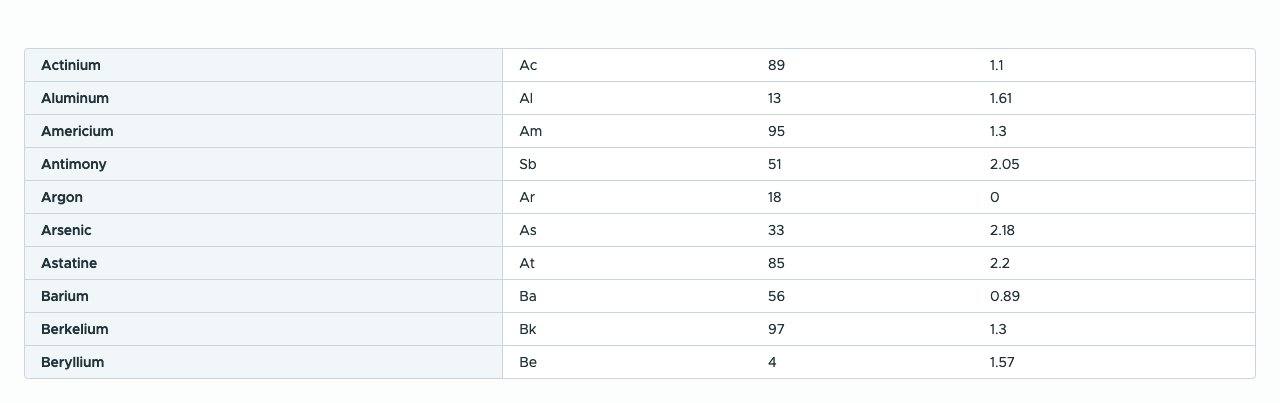 Actinium Ac 89 1.1
Aluminum Al 13 1.61
Americium Am 95 1.3
Antimony Sb 51 2.05
Argon Ar 18 0
Arsenic As 33 2.18
Astatine At 85 2.2
Barium Ba 56 0.89
Berkelium Bk 97 1.3
Beryllium Be 4 1.57